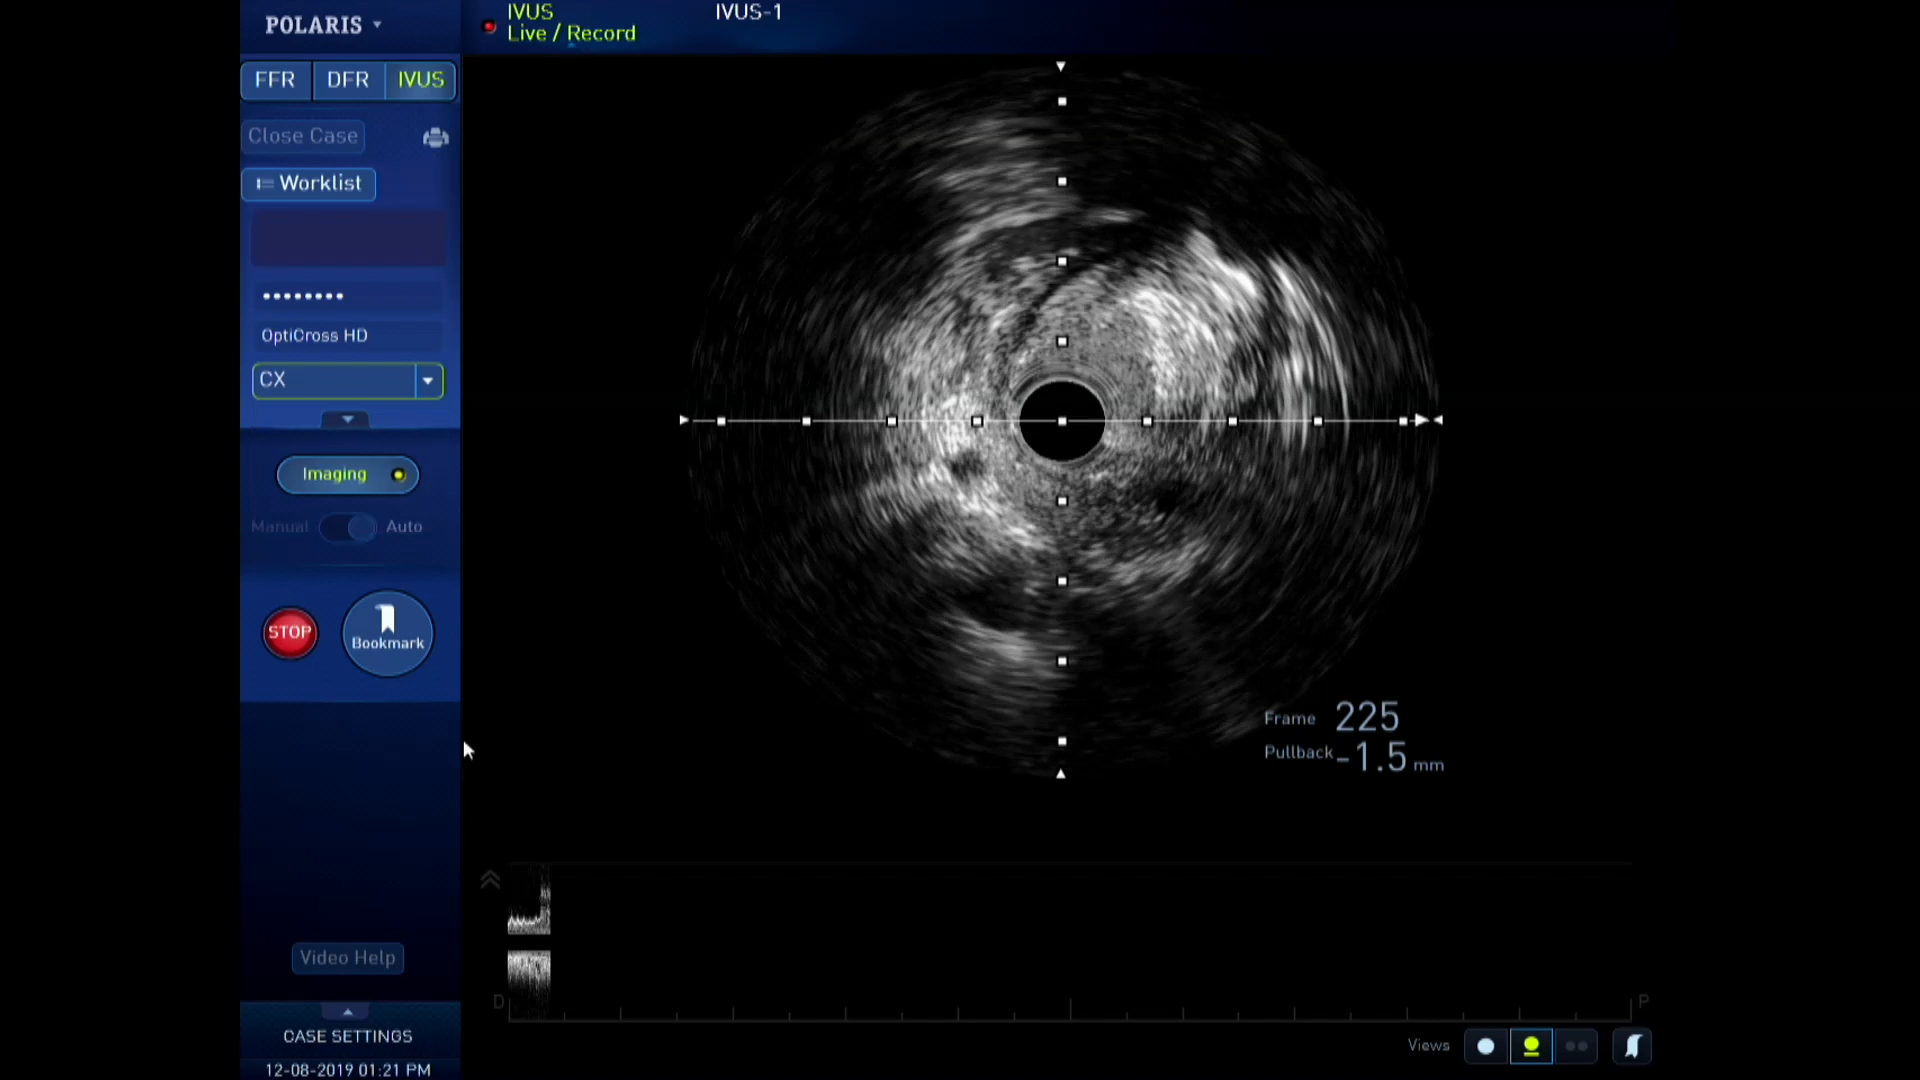 POLARIS
IVUS
Live / Record
IVUS-1
FFR
DFR
IVUS
Close Case
Worklist
••••••••
OptiCross HD
CX
Imaging
Manual
Auto
STOP
Bookmark
Frame 225
Pullback -1.5 mm
Video Help
D
P
CASE SETTINGS
Views
12-08-2019 01:21 PM